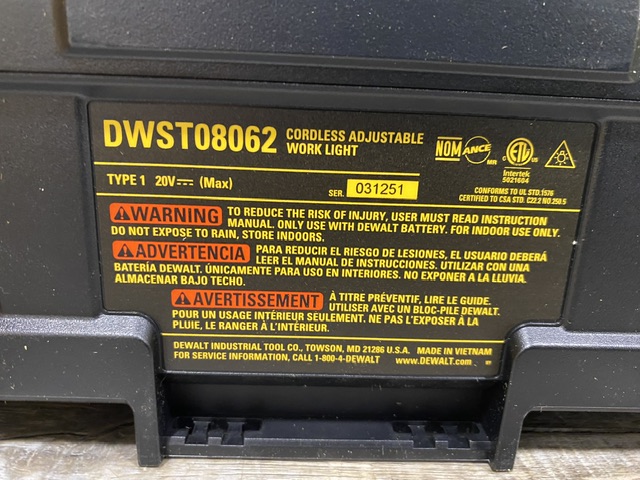 DWST08062 CORDLESS ADJUSTABLE WORK LIGHT
NOM ANCE MR
C ETL US
Intertek
5021604
TYPE 1 20V⎓ (Max)
SER. 031251
CONFORMS TO UL STD.1576
CERTIFIED TO CSA STD. C22.2 NO.250.5
⚠WARNING TO REDUCE THE RISK OF INJURY, USER MUST READ INSTRUCTION
MANUAL. ONLY USE WITH DEWALT BATTERY. FOR INDOOR USE ONLY.
DO NOT EXPOSE TO RAIN, STORE INDOORS.
⚠ADVERTENCIA PARA REDUCIR EL RIESGO DE LESIONES, EL USUARIO DEBERÁ
LEER EL MANUAL DE INSTRUCCIONES. UTILIZAR CON UNA
BATERÍA DEWALT. ÚNICAMENTE PARA USO EN INTERIORES. NO EXPONER A LA LLUVIA.
ALMACENAR BAJO TECHO.
⚠AVERTISSEMENT À TITRE PRÉVENTIF, LIRE LE GUIDE.
UTILISER AVEC UN BLOC-PILE DEWALT.
POUR UN USAGE INTÉRIEUR SEULEMENT. NE PAS L'EXPOSER À LA
PLUIE, LE RANGER À L'INTÉRIEUR.
DEWALT INDUSTRIAL TOOL CO., TOWSON, MD 21286 U.S.A. MADE IN VIETNAM
FOR SERVICE INFORMATION, CALL 1-800-4-DEWALT WWW.DEWALT.COM